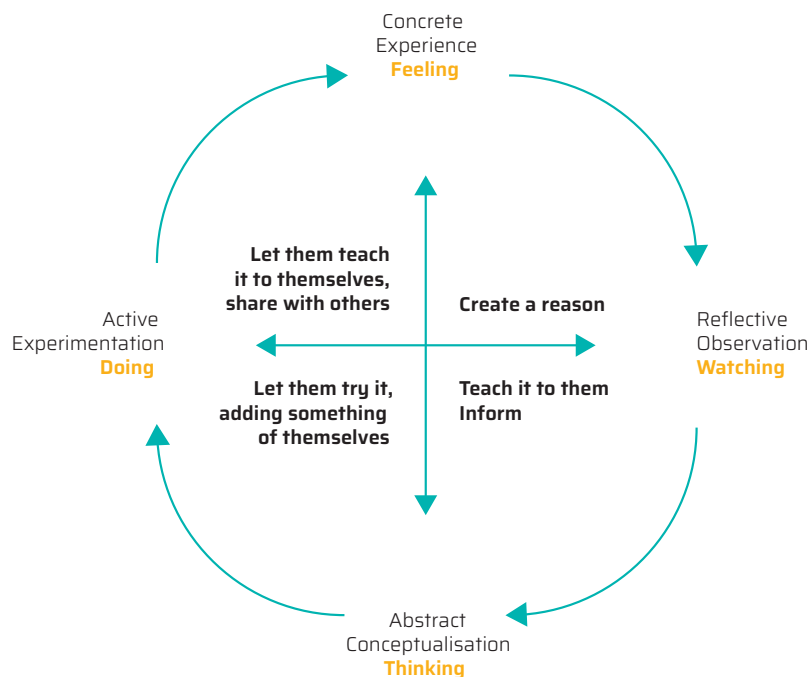 Concrete
Experience
Feeling
Let them teach
it to themselves,
share with others
Create a reason
Active
Experimentation
Doing
Reflective
Observation
Watching
Let them try it,
adding something
of themselves
Teach it to them
Inform
Abstract
Conceptualisation
Thinking